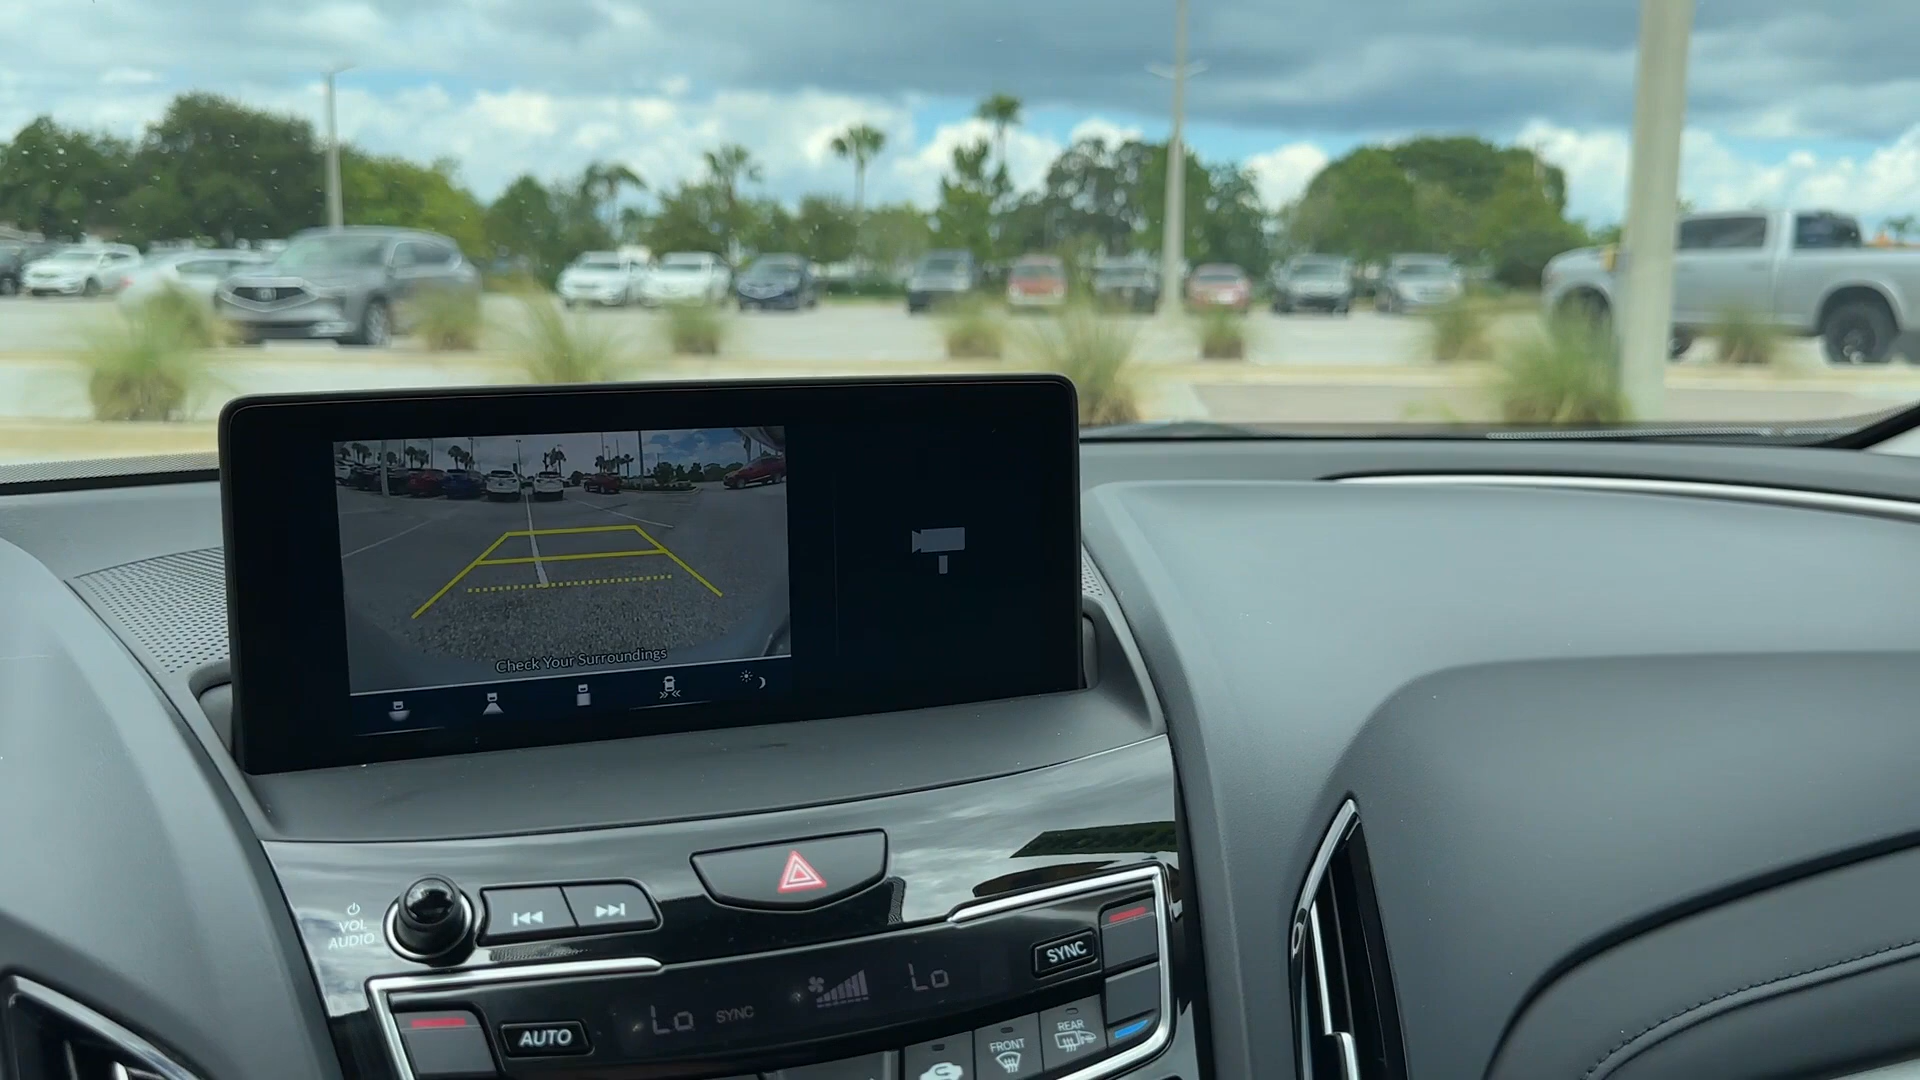 Check Your Surroundings
VOL
AUDIO
SYNC
Lo
SYNC
Lo
AUTO
FRONT
REAR